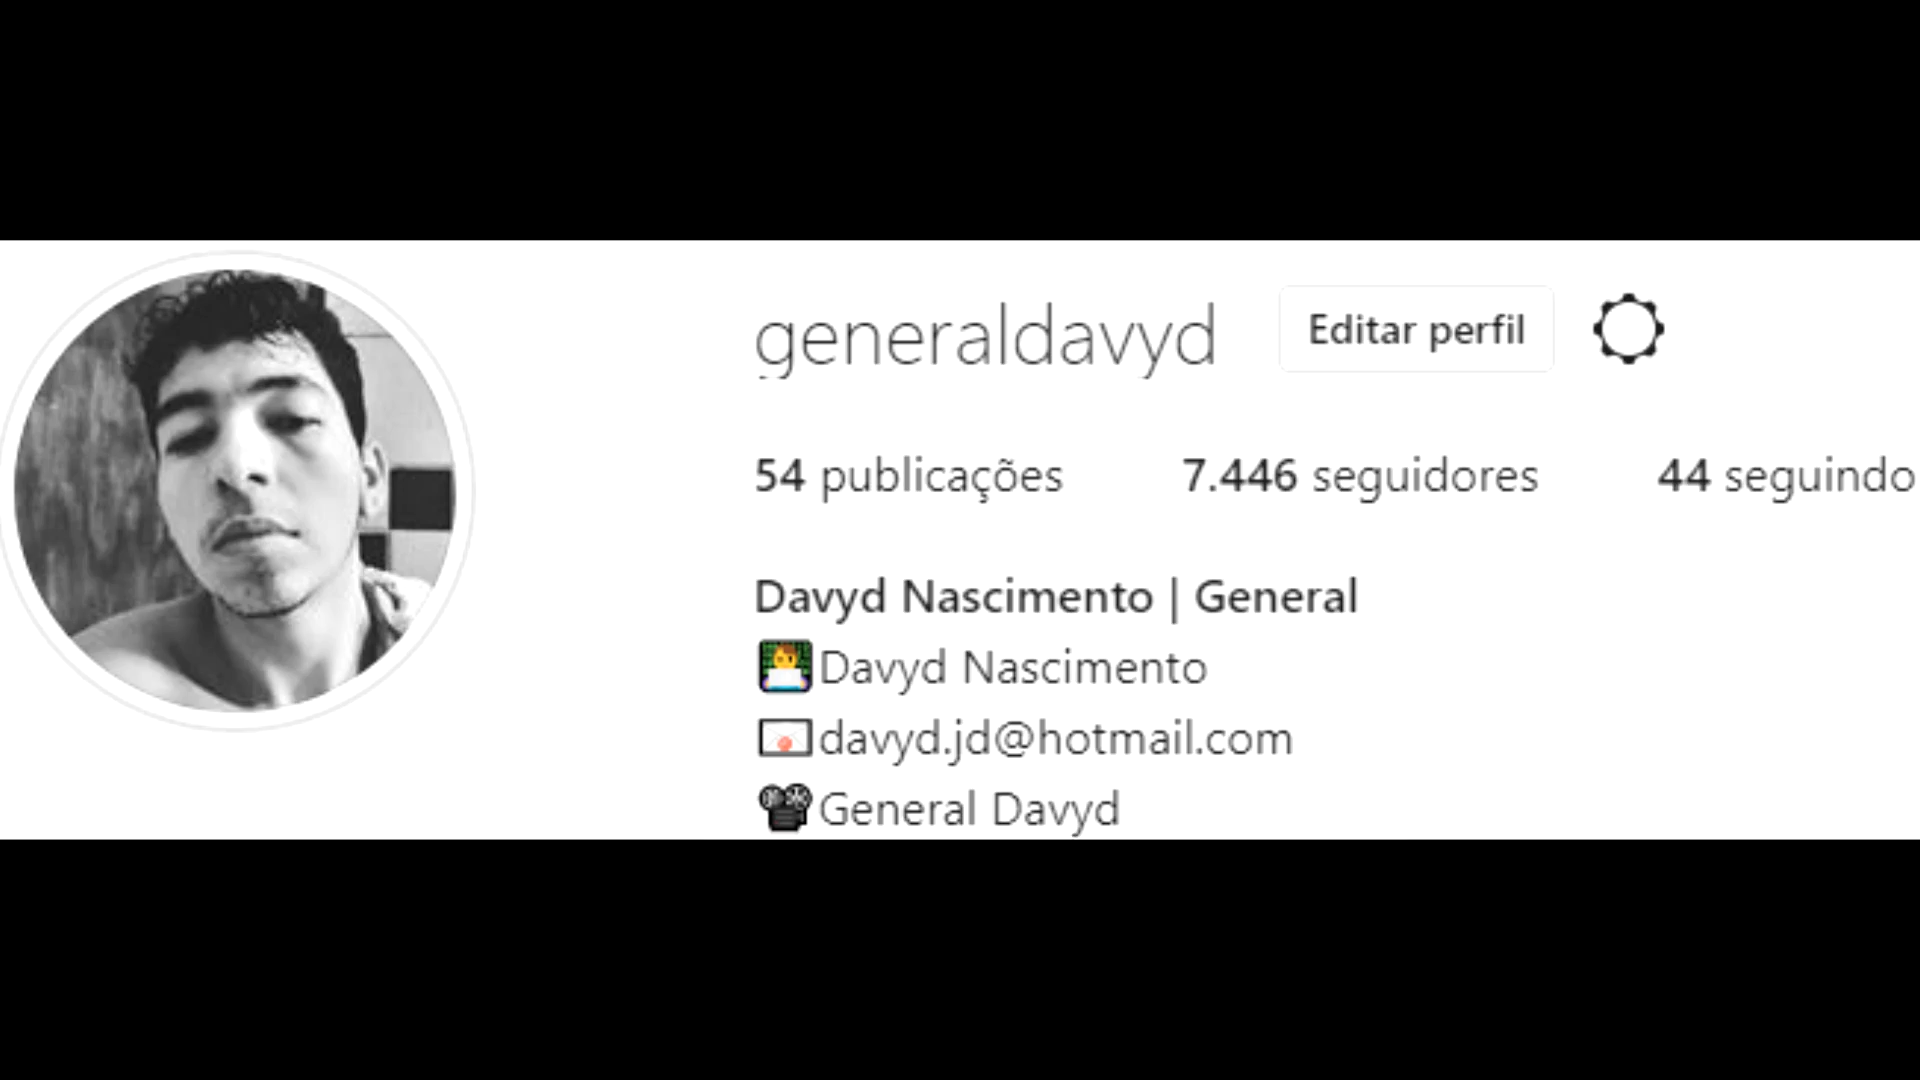 generaldavyd Editar perfil
54 publicações 7.446 seguidores 44 seguindo
Davyd Nascimento | General
Davyd Nascimento
davyd.jd@hotmail.com
General Davyd